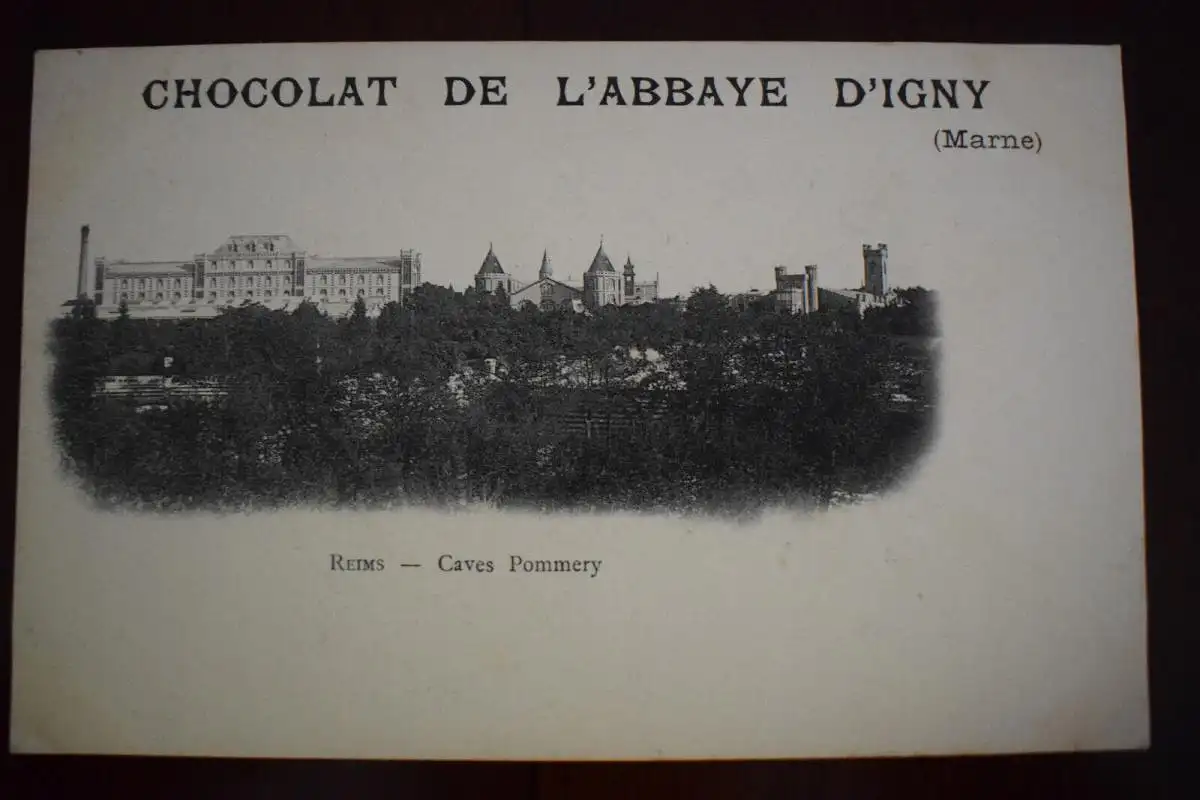 CHOCOLAT DE L'ABBAYE D'IGNY
(Marne)
REIMS — Caves Pommery